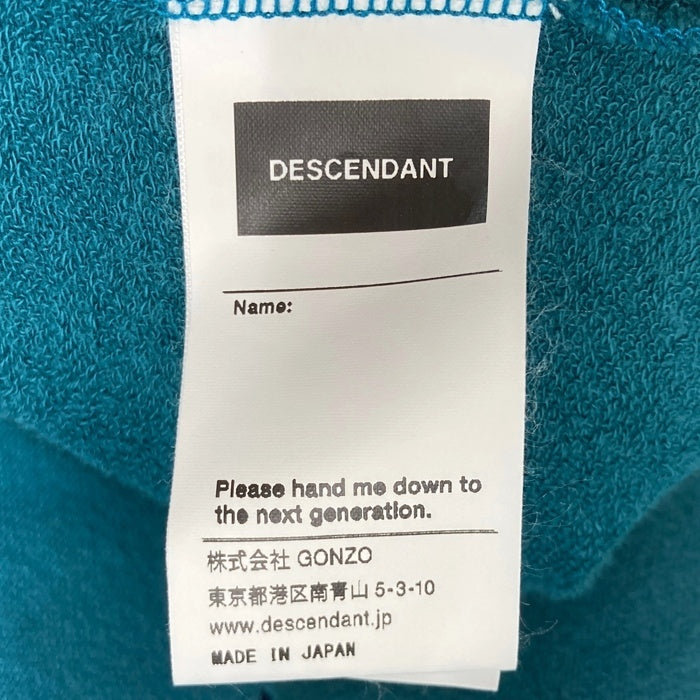 DESCENDANT
Name:
Please hand me down to
the next generation.
株式会社 GONZO
東京都港区南青山 5-3-10
www.descendant.jp
MADE IN JAPAN